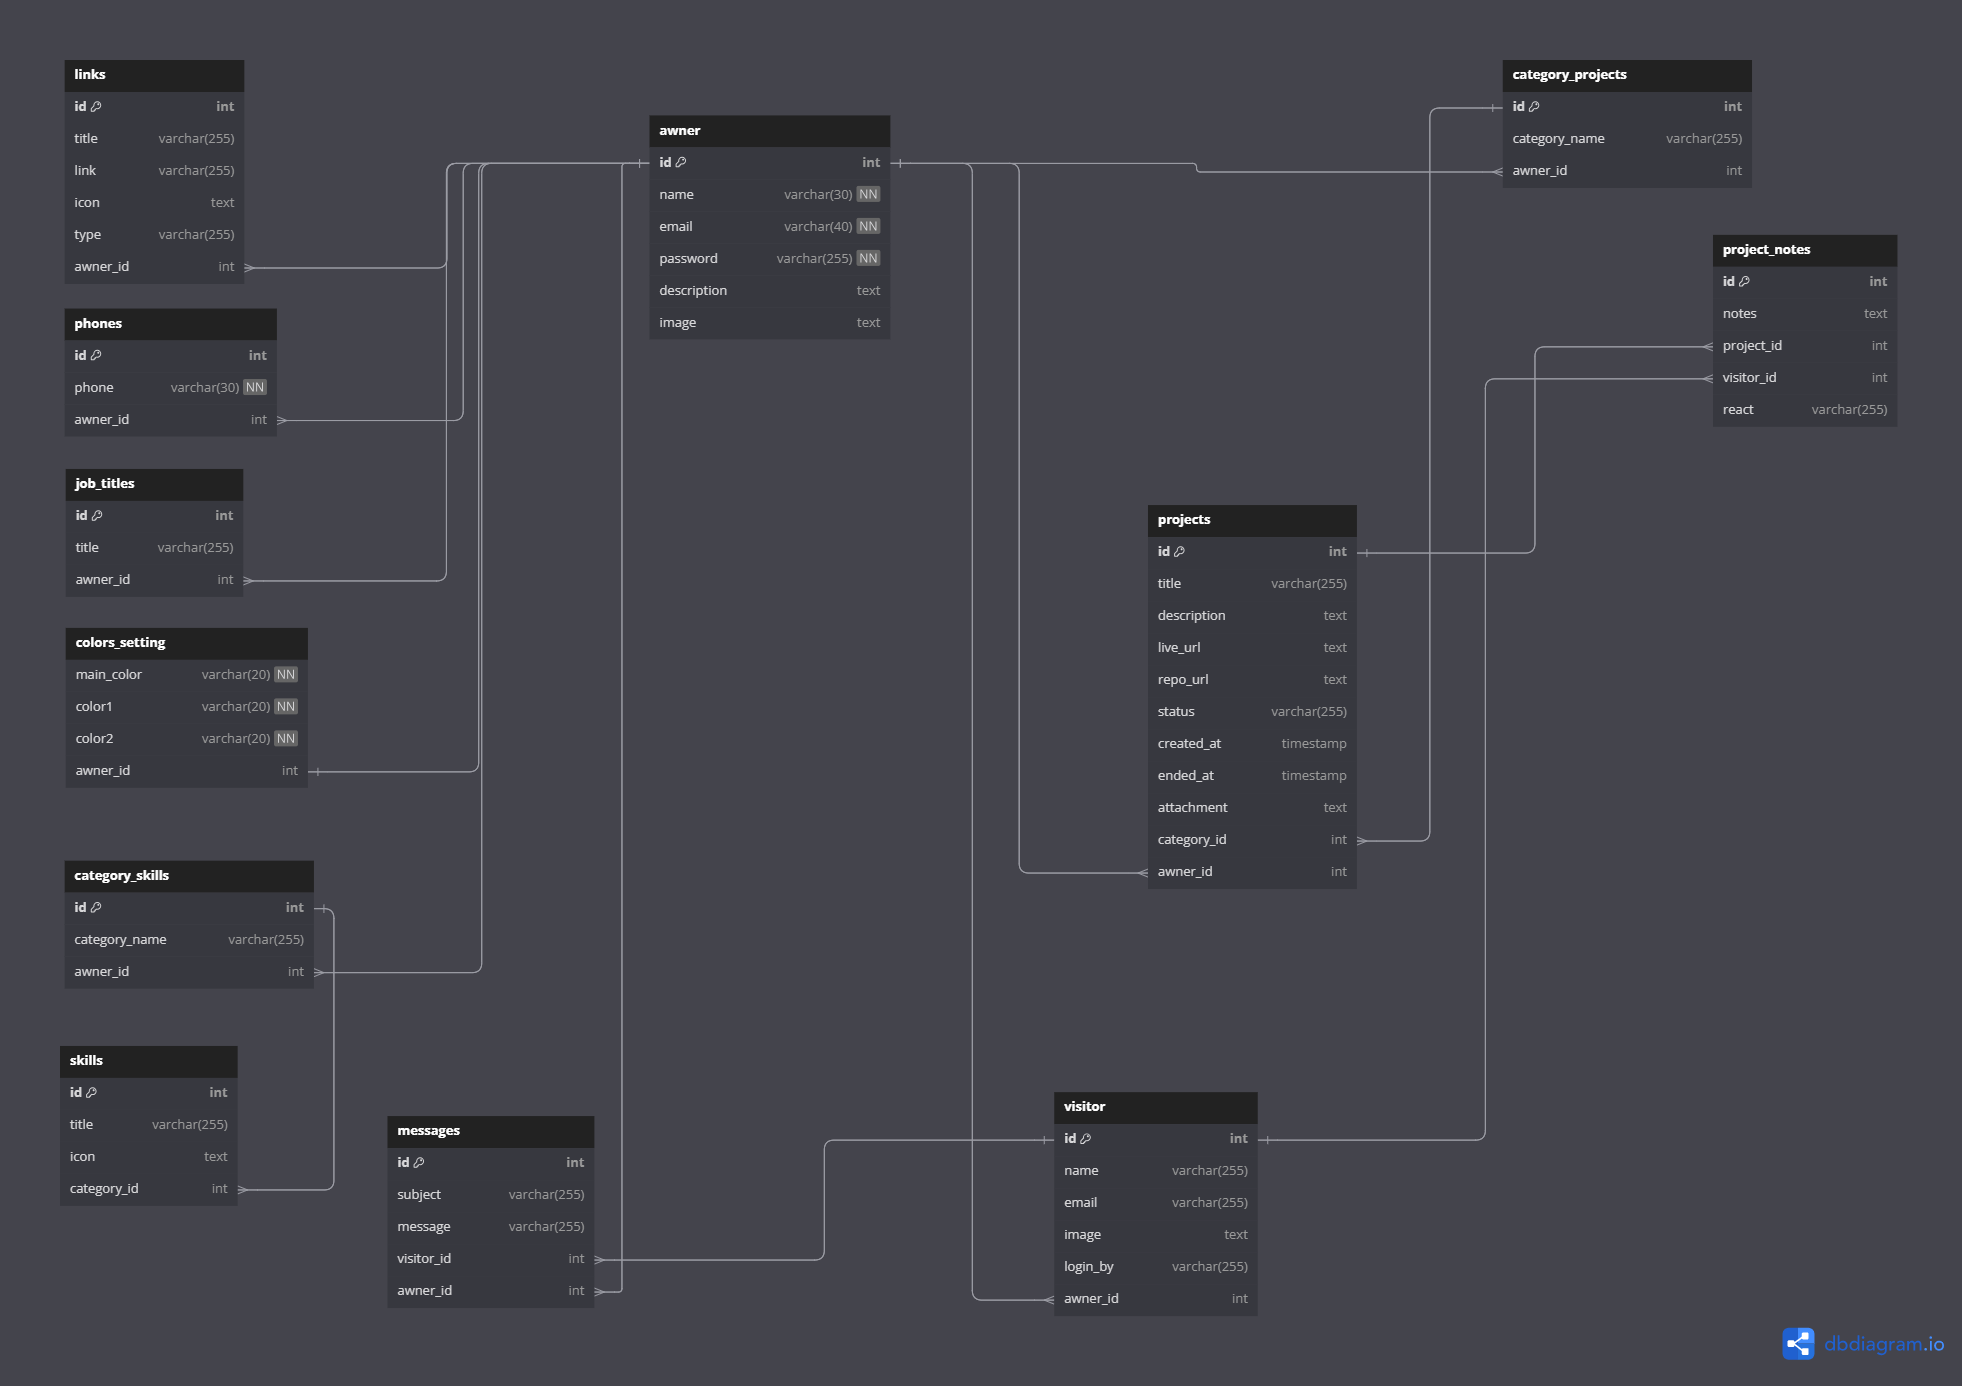 links
id int
title varchar(255)
link varchar(255)
icon text
type varchar(255)
awner_id int
phones
id int
phone varchar(30) NN
awner_id int
job_titles
id int
title varchar(255)
awner_id int
colors_setting
main_color varchar(20) NN
color1 varchar(20) NN
color2 varchar(20) NN
awner_id int
category_skills
id int
category_name varchar(255)
awner_id int
skills
id int
title varchar(255)
icon text
category_id int
messages
id int
subject varchar(255)
message varchar(255)
visitor_id int
awner_id int
awner
id int
name varchar(30) NN
email varchar(40) NN
password varchar(255) NN
description text
image text
projects
id int
title varchar(255)
description text
live_url text
repo_url text
status varchar(255)
created_at timestamp
ended_at timestamp
attachment text
category_id int
awner_id int
visitor
id int
name varchar(255)
email varchar(255)
image text
login_by varchar(255)
awner_id int
category_projects
id int
category_name varchar(255)
awner_id int
project_notes
id int
notes text
project_id int
visitor_id int
react varchar(255)
dbdiagram.io